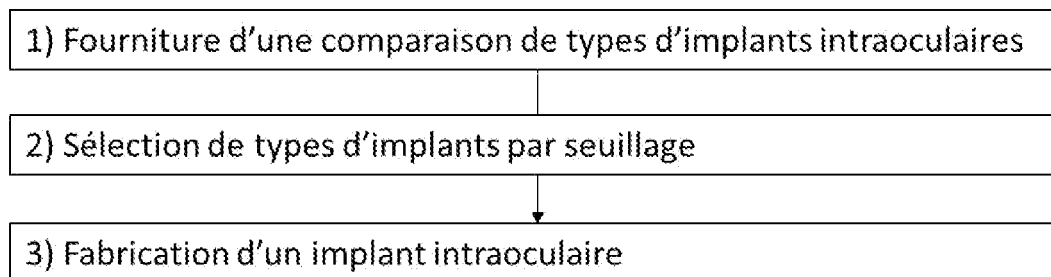 1) Fourniture d'une comparaison de types d'implants intraoculaires
2) Sélection de types d'implants par seuillage
3) Fabrication d'un implant intraoculaire